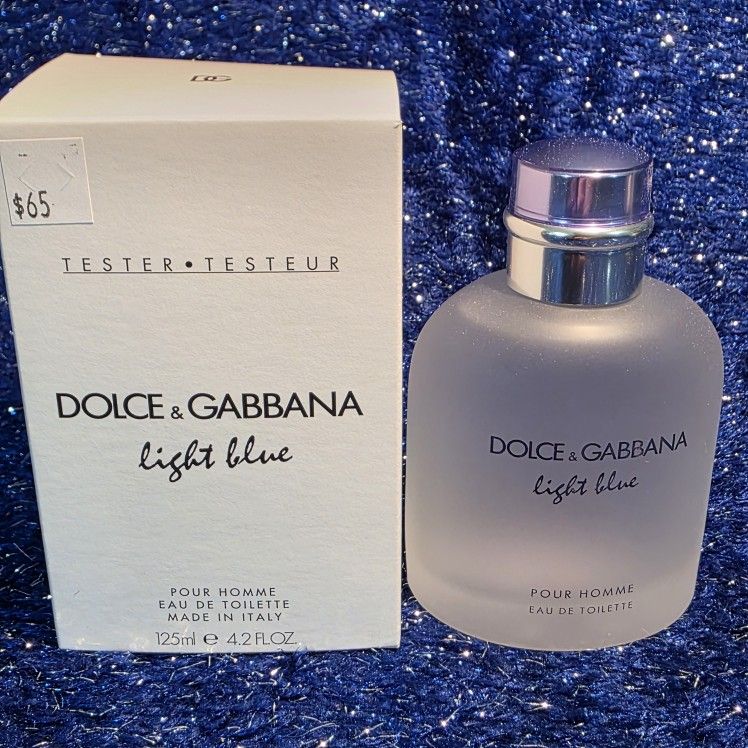 DG
$65
TESTER • TESTEUR
DOLCE & GABBANA
light blue
POUR HOMME
EAU DE TOILETTE
MADE IN ITALY
125ml e 4.2 FL.OZ.
DOLCE & GABBANA
light blue
POUR HOMME
EAU DE TOILETTE